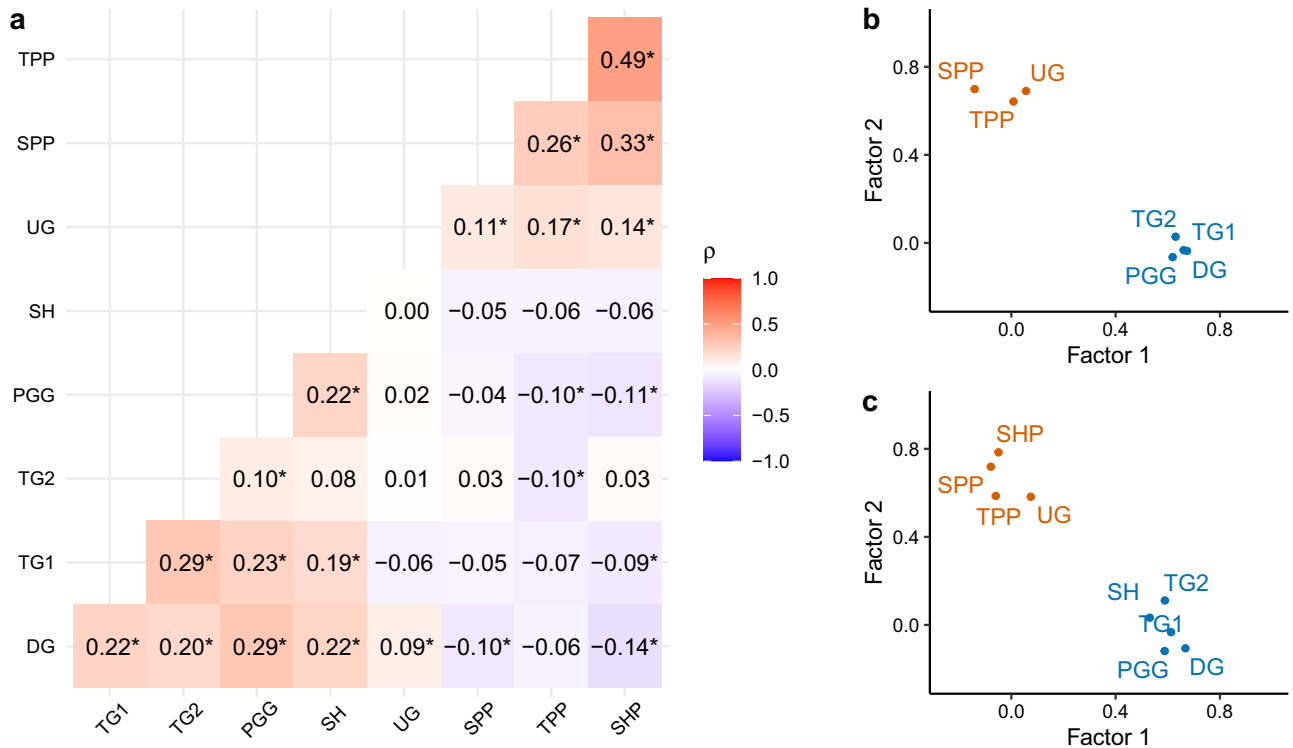 a
TPP 0.49*
SPP 0.26* 0.33*
UG 0.11* 0.17* 0.14*
SH 0.00 −0.05 −0.06 −0.06
PGG 0.22* 0.02 −0.04 −0.10* −0.11*
TG2 0.10* 0.08 0.01 0.03 −0.10* 0.03
TG1 0.29* 0.23* 0.19* −0.06 −0.05 −0.07 −0.09*
DG 0.22* 0.20* 0.29* 0.22* 0.09* −0.10* −0.06 −0.14*
TG1 TG2 PGG SH UG SPP TPP SHP
ρ
1.0
0.5
0.0
−0.5
−1.0
b
Factor 2
0.8
0.4
0.0
SPP UG
TPP
TG2 TG1
PGG DG
0.0 0.4 0.8
Factor 1
c
Factor 2
0.8
0.4
0.0
SHP
SPP
TPP UG
SH TG2
TG1
PGG DG
0.0 0.4 0.8
Factor 1